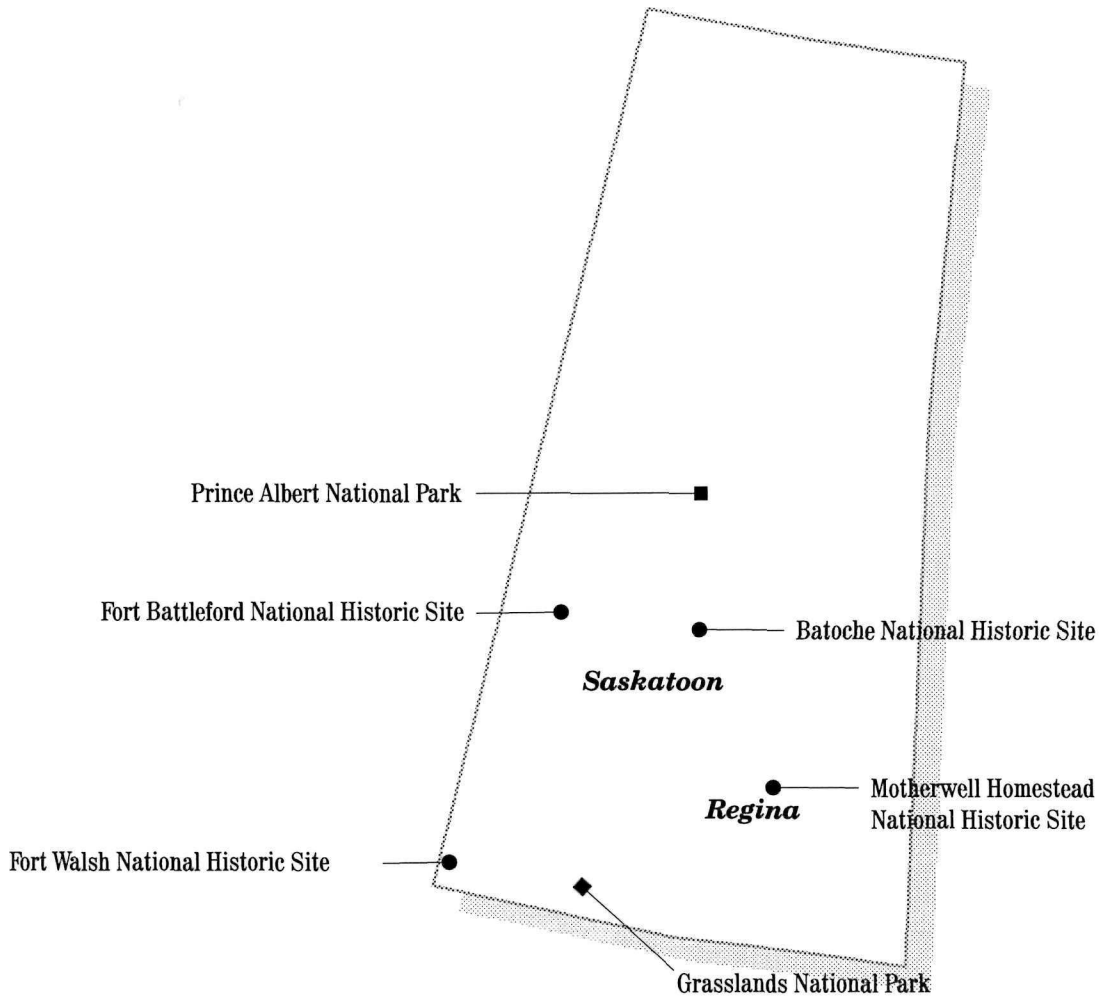 Prince Albert National Park
Fort Battleford National Historic Site
Batoche National Historic Site
Saskatoon
Motherwell Homestead
National Historic Site
Regina
Fort Walsh National Historic Site
Grasslands National Park